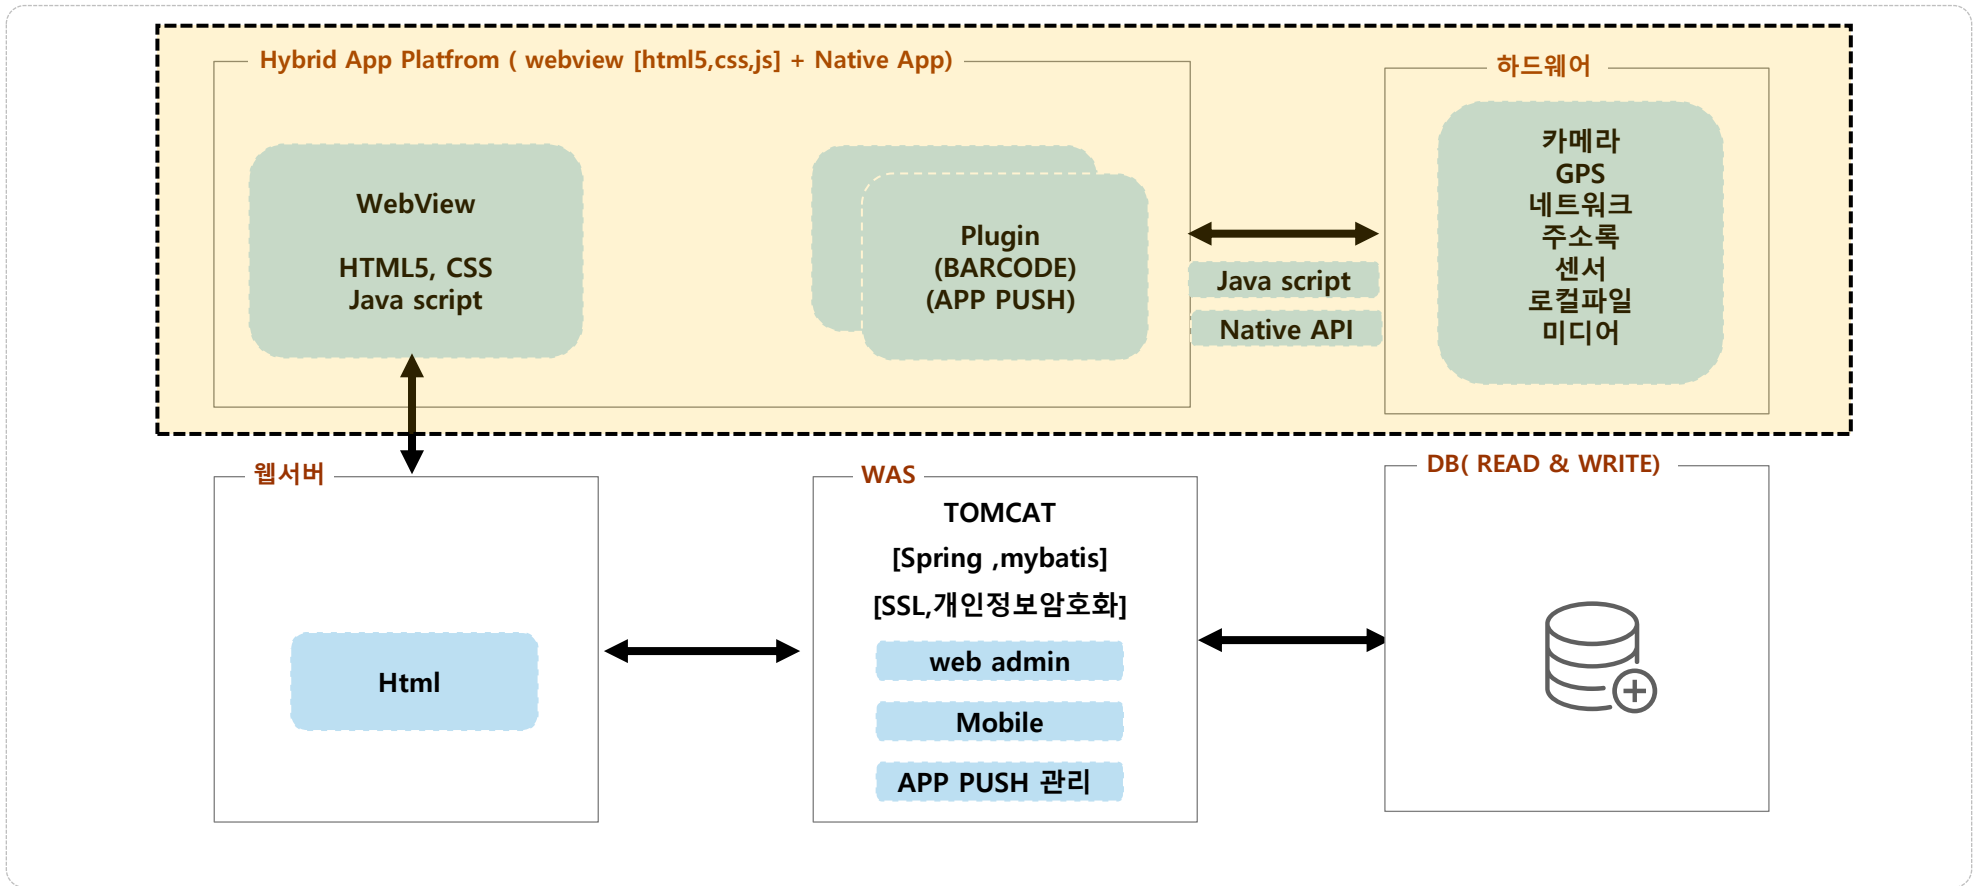 Hybrid App Platfrom ( webview [html5,css,js] + Native App)
WebView
HTML5, CSS
Java script
Plugin
(BARCODE)
(APP PUSH)
Java script
Native API
하드웨어
카메라
GPS
네트워크
주소록
센서
로컬파일
미디어
웹서버
Html
WAS
TOMCAT
[Spring ,mybatis]
[SSL,개인정보암호화]
web admin
Mobile
APP PUSH 관리
DB( READ & WRITE)